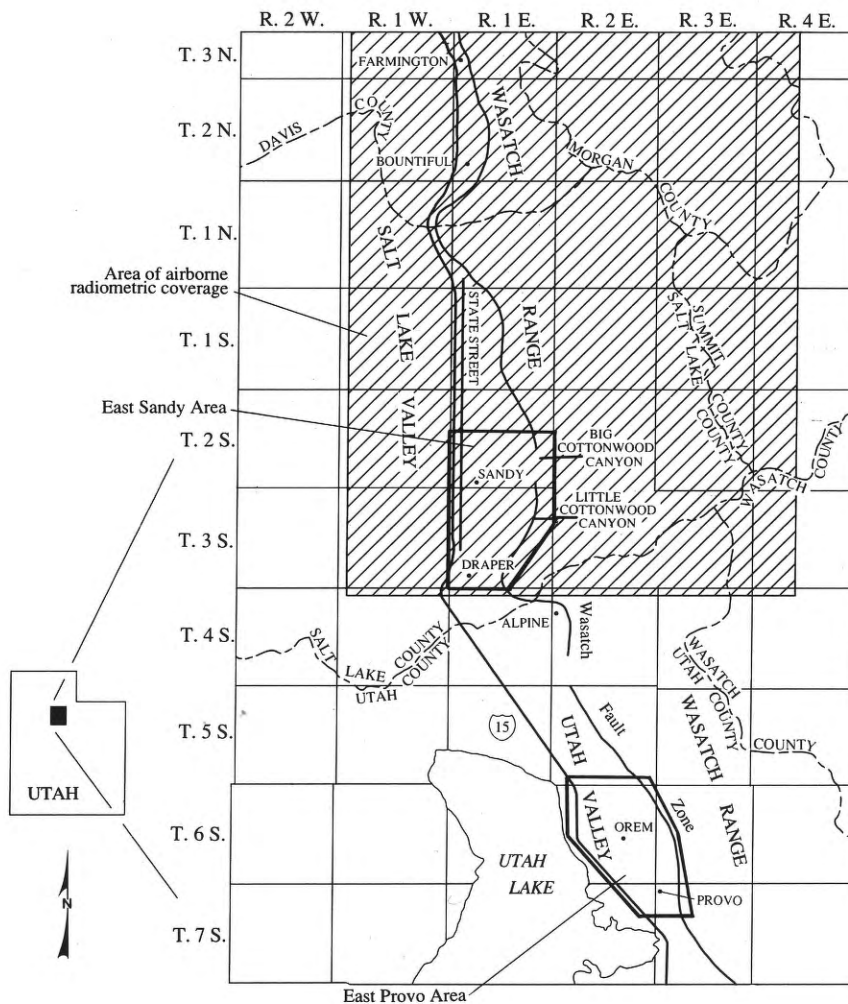 R. 2 W. R. 1 W. R. 1 E. R. 2 E. R. 3 E. R. 4 E.
T. 3 N.
FARMINGTON
WASATCH
COUNTY
DAVIS
T. 2 N.
BOUNTIFUL
MORGAN
COUNTY
T. 1 N.
SALT
Area of airborne
radiometric coverage
LAKE
STATE STREET
RANGE
SUMMIT COUNTY
SALT LAKE COUNTY
T. 1 S.
VALLEY
East Sandy Area
T. 2 S.
BIG
COTTONWOOD
CANYON
SANDY
WASATCH COUNTY
LITTLE
COTTONWOOD
CANYON
T. 3 S.
DRAPER
ALPINE
Wasatch
T. 4 S.
SALT LAKE COUNTY
UTAH COUNTY
WASATCH COUNTY
UTAH COUNTY
15
UTAH
Fault
WASATCH
T. 5 S.
COUNTY
UTAH
VALLEY
Zone
RANGE
T. 6 S.
OREM
UTAH
LAKE
N
PROVO
T. 7 S.
East Provo Area